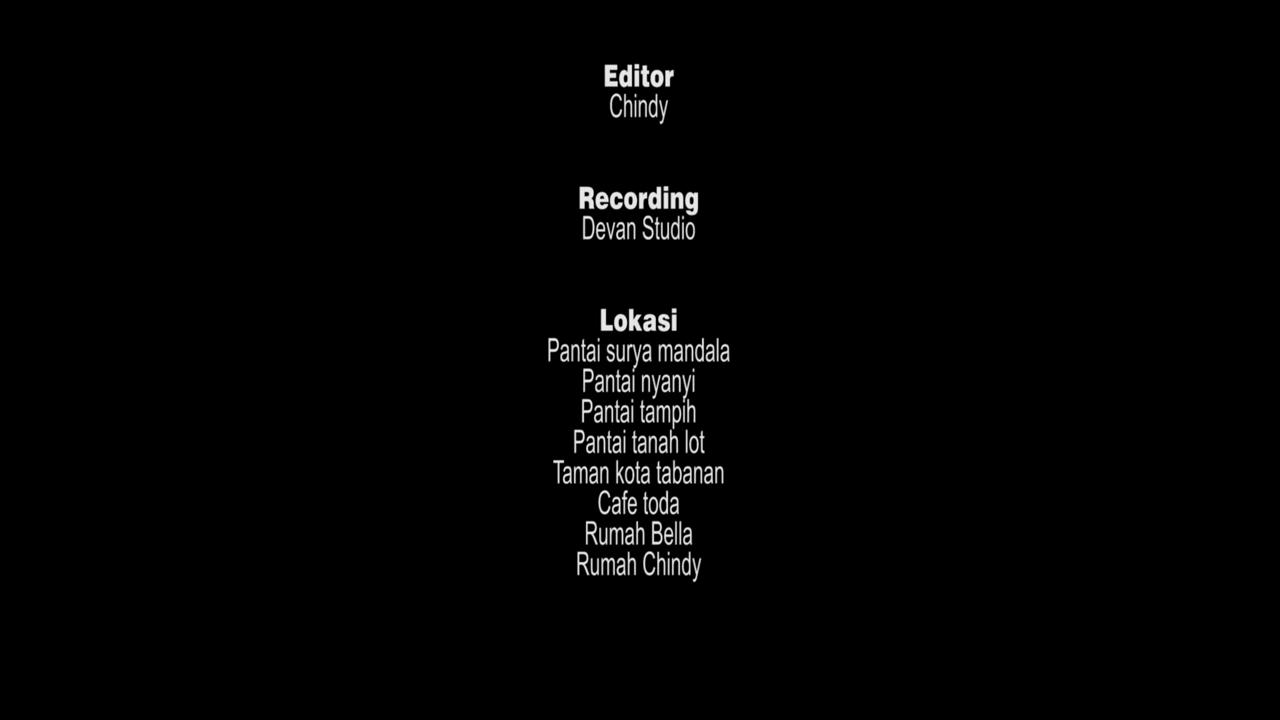 Editor
Chindy
Recording
Devan Studio
Lokasi
Pantai surya mandala
Pantai nyanyi
Pantai tampih
Pantai tanah lot
Taman kota tabanan
Cafe toda
Rumah Bella
Rumah Chindy